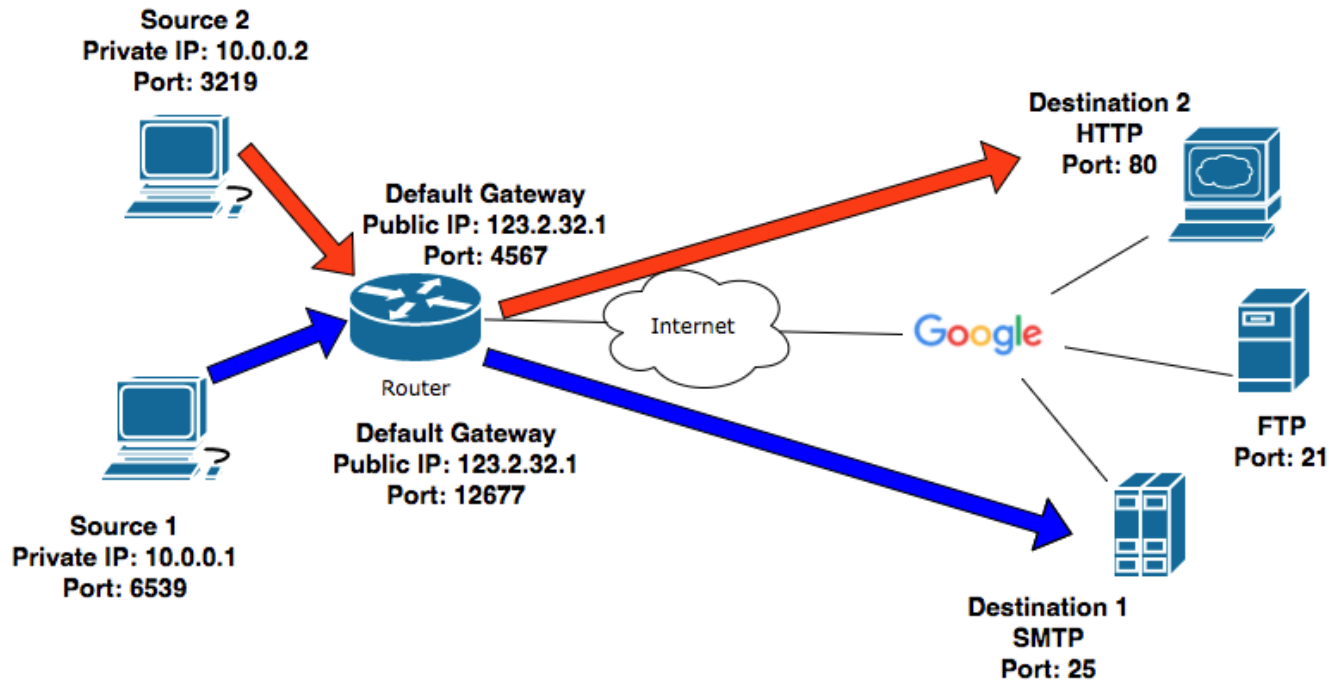 Source 2
Private IP: 10.0.0.2
Port: 3219
Destination 2
HTTP
Port: 80
Default Gateway
Public IP: 123.2.32.1
Port: 4567
Internet
Google
Router
Default Gateway
Public IP: 123.2.32.1
Port: 12677
FTP
Port: 21
Source 1
Private IP: 10.0.0.1
Port: 6539
Destination 1
SMTP
Port: 25